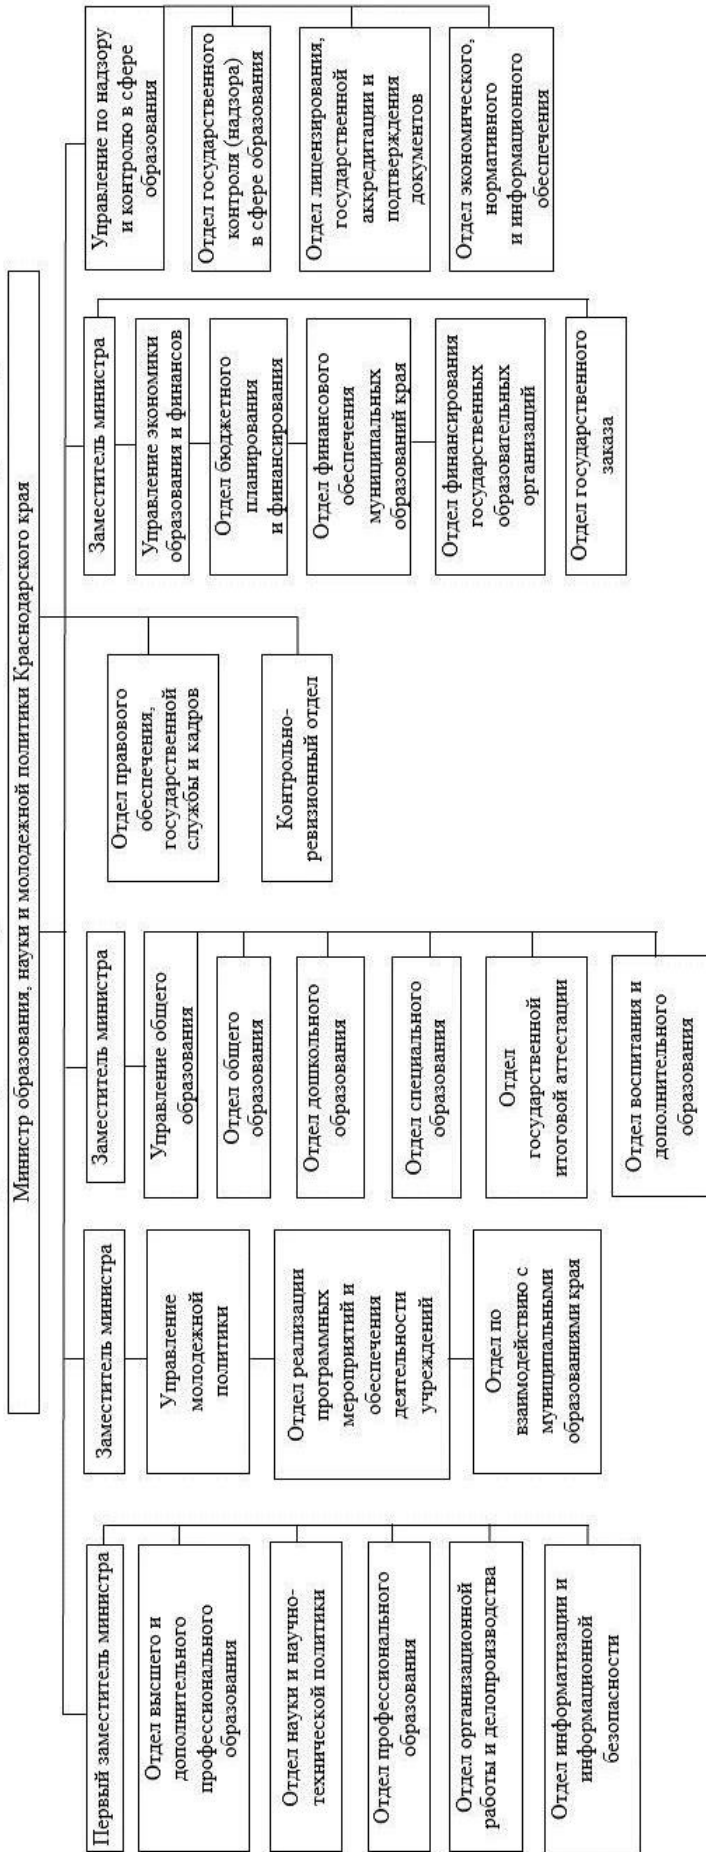 Министр образования, науки и молодежной политики Краснодарского края
Первый заместитель министра
Отдел высшего и
дополнительного
профессионального
образования
Отдел науки и научно-
технической политики
Отдел профессионального
образования
Отдел организационной
работы и делопроизводства
Отдел информатизации и
информационной
безопасности
Заместитель министра
Управление
молодежной
политики
Отдел реализации
программных
мероприятий и
обеспечения
деятельности
учреждений
Отдел по
взаимодействию с
муниципальными
образованиями края
Заместитель министра
Управление общего
образования
Отдел общего
образования
Отдел дошкольного
образования
Отдел специального
образования
Отдел
государственной
итоговой аттестации
Отдел воспитания и
дополнительного
образования
Отдел правового
обеспечения,
государственной
службы и кадров
Контрольно-
ревизионный отдел
Заместитель министра
Управление экономики
образования и финансов
Отдел бюджетного
планирования
и финансирования
Отдел финансового
обеспечения
муниципальных
образований края
Отдел финансирования
государственных
образовательных
организаций
Отдел государственного
заказа
Управление по надзору
и контролю в сфере
образования
Отдел государственного
контроля (надзора)
в сфере образования
Отдел лицензирования,
государственной
аккредитации и
подтверждения
документов
Отдел экономического,
нормативного
и информационного
обеспечения